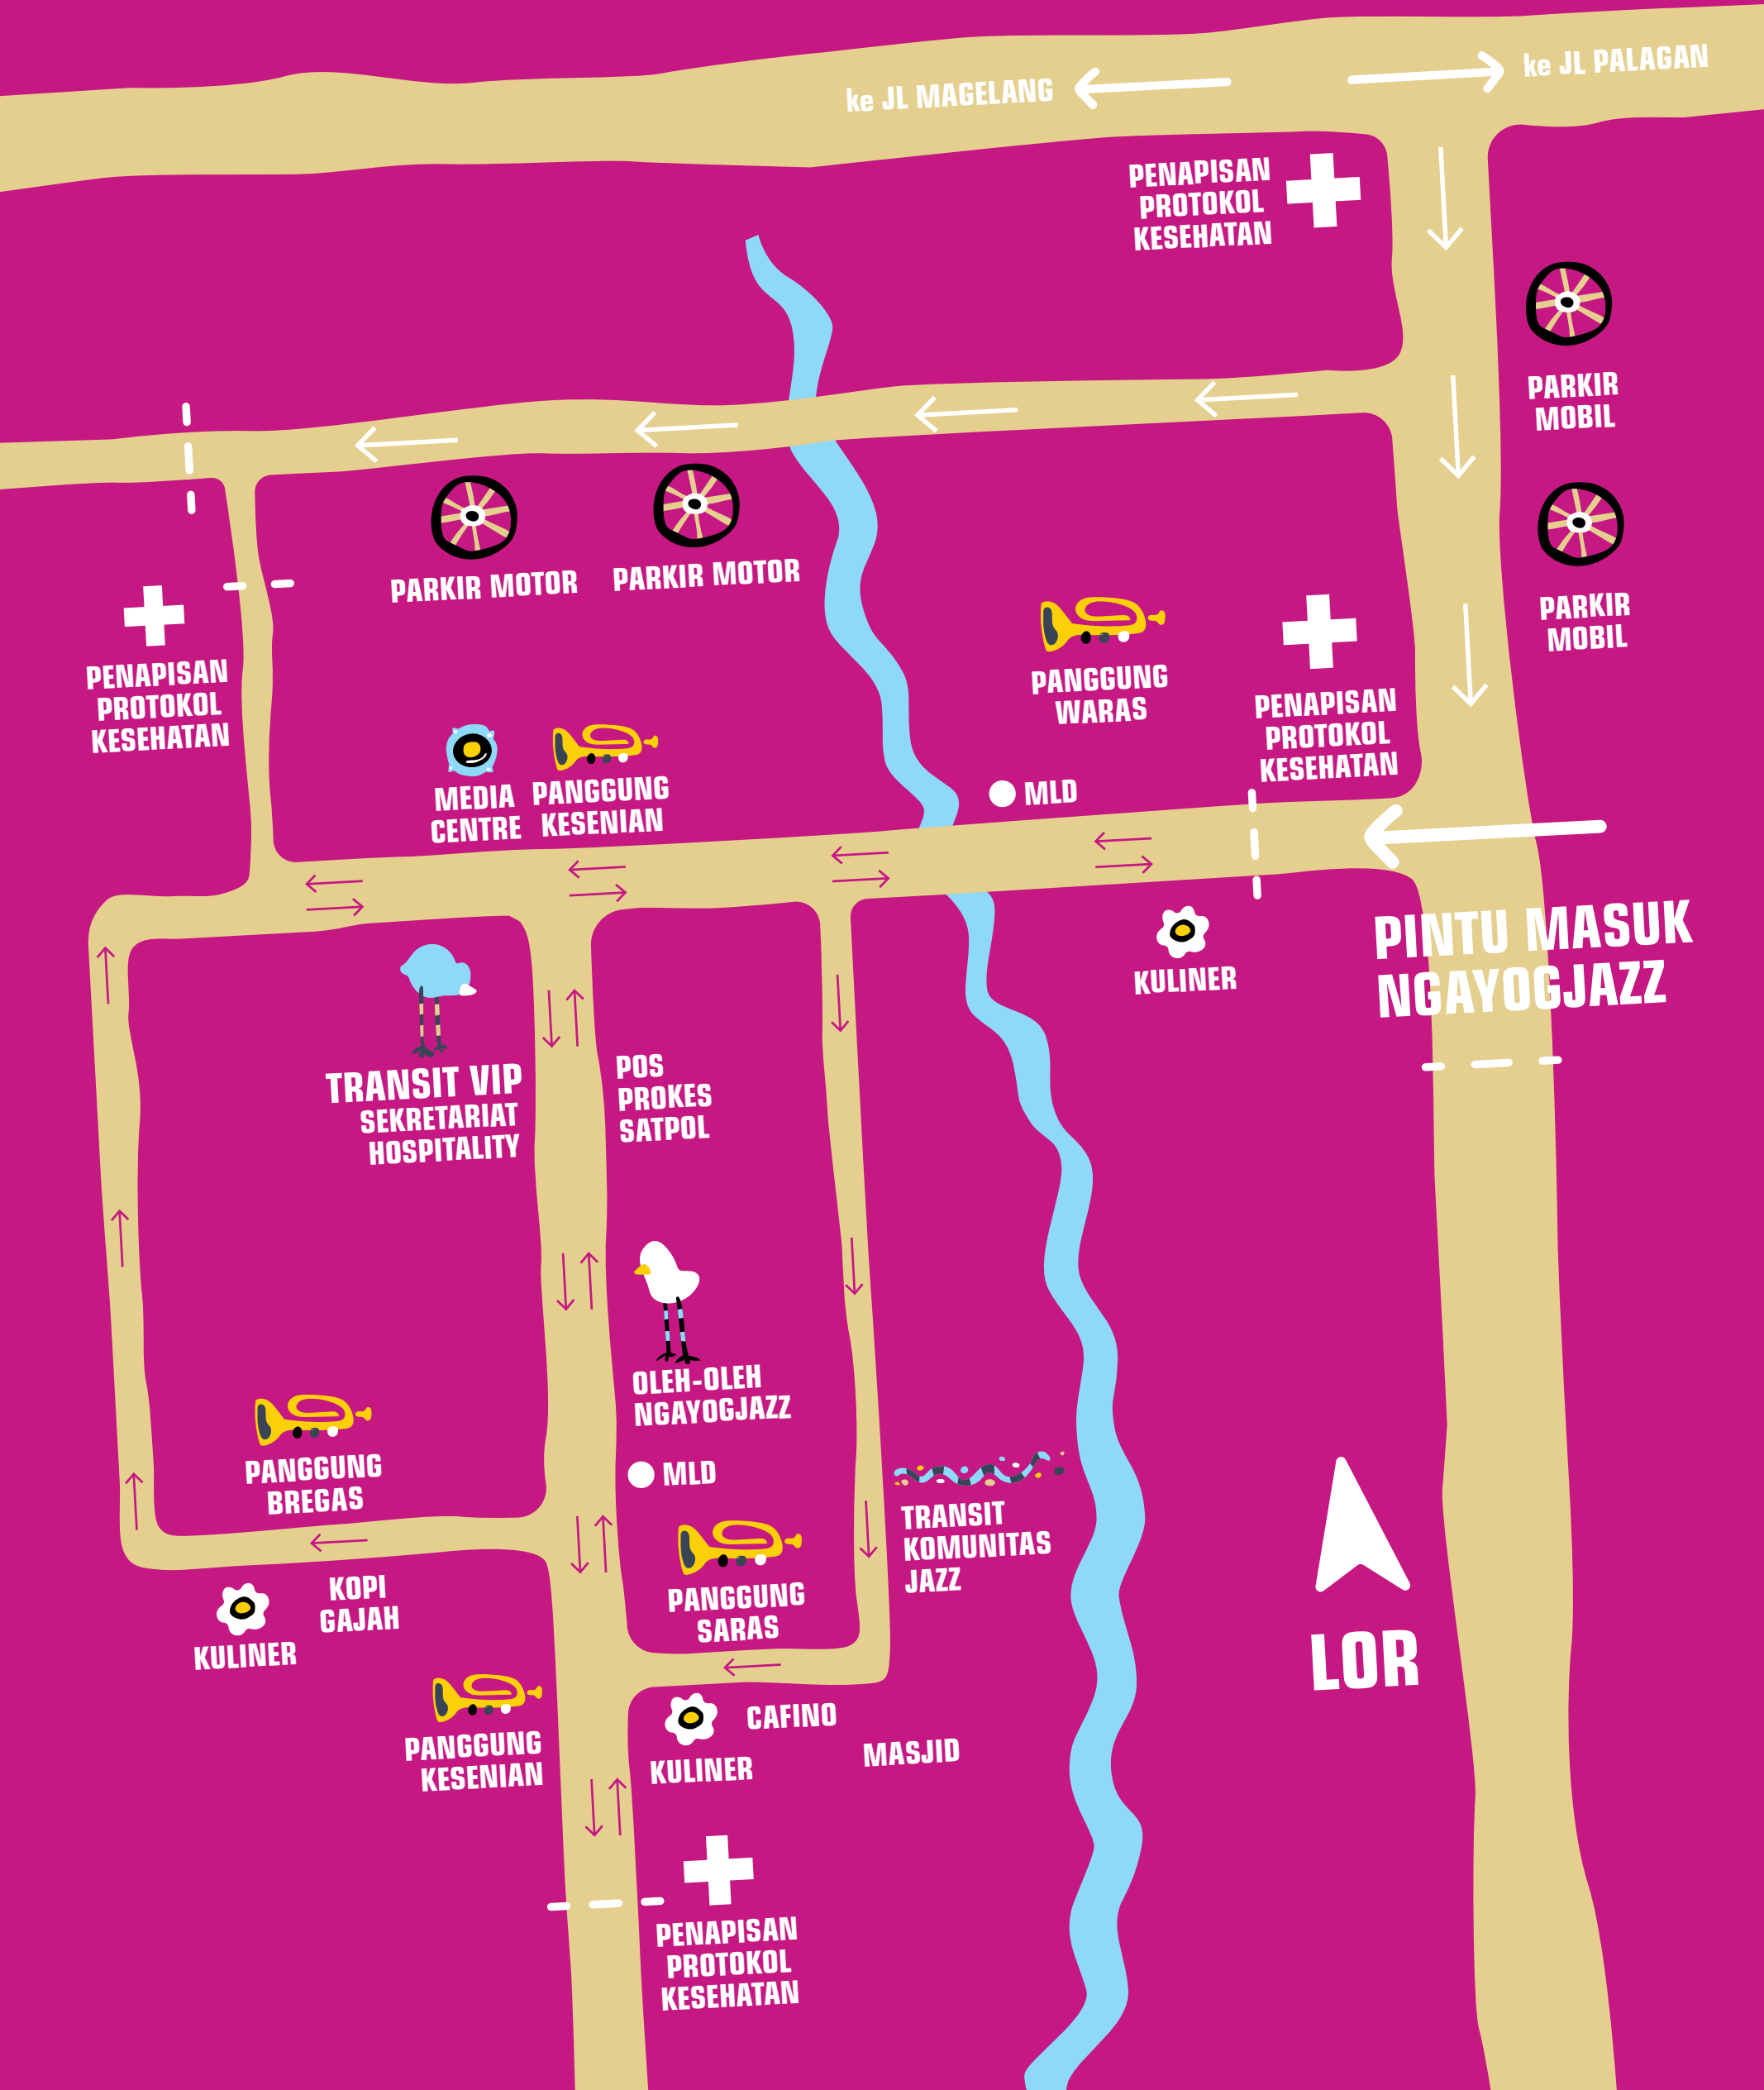 ke JL MAGELANG
ke JL PALAGAN
PENAPISAN
PROTOKOL
KESEHATAN
PARKIR
MOBIL
PARKIR
MOBIL
PARKIR MOTOR
PARKIR MOTOR
PENAPISAN
PROTOKOL
KESEHATAN
PANGGUNG
WARAS
PENAPISAN
PROTOKOL
KESEHATAN
MEDIA
CENTRE
PANGGUNG
KESENIAN
MLD
KULINER
PINTU MASUK
NGAYOGJAZZ
TRANSIT VIP
SEKRETARIAT
HOSPITALITY
POS
PROKES
SATPOL
OLEH-OLEH
NGAYOGJAZZ
MLD
PANGGUNG
BREGAS
TRANSIT
KOMUNITAS
JAZZ
PANGGUNG
SARAS
KOPI
GAJAH
KULINER
LOR
PANGGUNG
KESENIAN
CAFINO
KULINER
MASJID
PENAPISAN
PROTOKOL
KESEHATAN